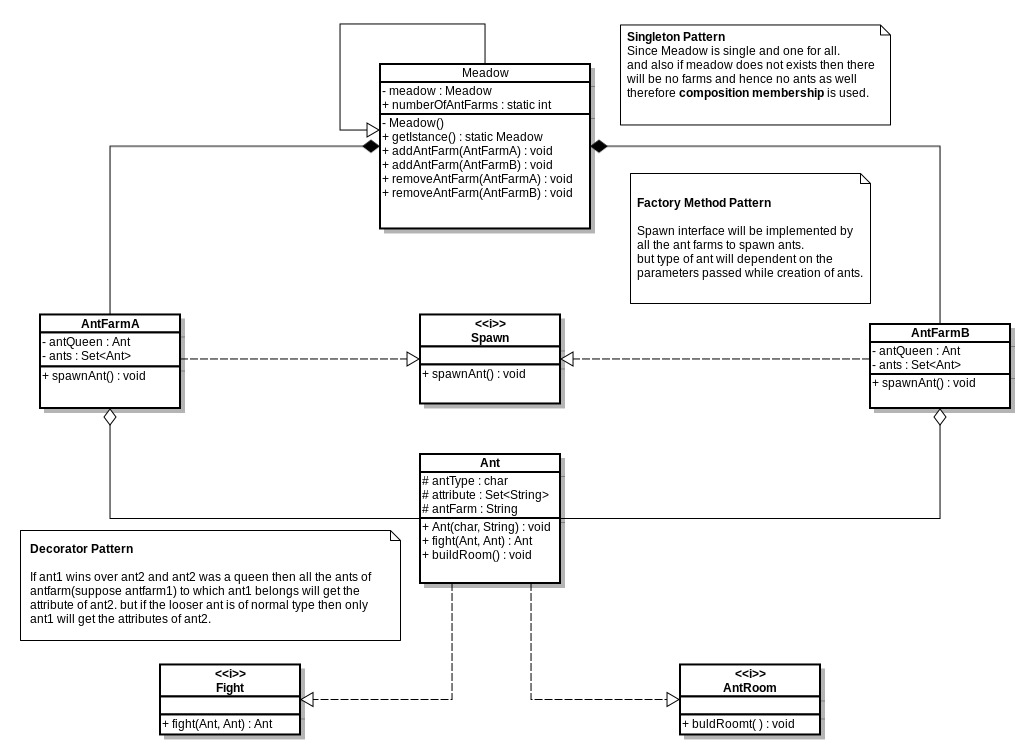 Meadow
- meadow : Meadow
+ numberOfAntFarms : static int
- Meadow()
+ getIstance() : static Meadow
+ addAntFarm(AntFarmA) : void
+ addAntFarm(AntFarmB) : void
+ removeAntFarm(AntFarmA) : void
+ removeAntFarm(AntFarmB) : void
Singleton Pattern
Since Meadow is single and one for all.
and also if meadow does not exists then there
will be no farms and hence no ants as well
therefore composition membership is used.
Factory Method Pattern
Spawn interface will be implemented by
all the ant farms to spawn ants.
but type of ant will dependent on the
parameters passed while creation of ants.
AntFarmA
- antQueen : Ant
- ants : Set<Ant>
+ spawnAnt() : void
<<i>>
Spawn
+ spawnAnt() : void
AntFarmB
- antQueen : Ant
- ants : Set<Ant>
+ spawnAnt() : void
Ant
# antType : char
# attribute : Set<String>
# antFarm : String
+ Ant(char, String) : void
+ fight(Ant, Ant) : Ant
+ buildRoom() : void
Decorator Pattern
If ant1 wins over ant2 and ant2 was a queen then all the ants of
antfarm(suppose antfarm1) to which ant1 belongs will get the
attribute of ant2. but if the looser ant is of normal type then only
ant1 will get the attributes of ant2.
<<i>>
Fight
+ fight(Ant, Ant) : Ant
<<i>>
AntRoom
+ buldRoomt( ) : void